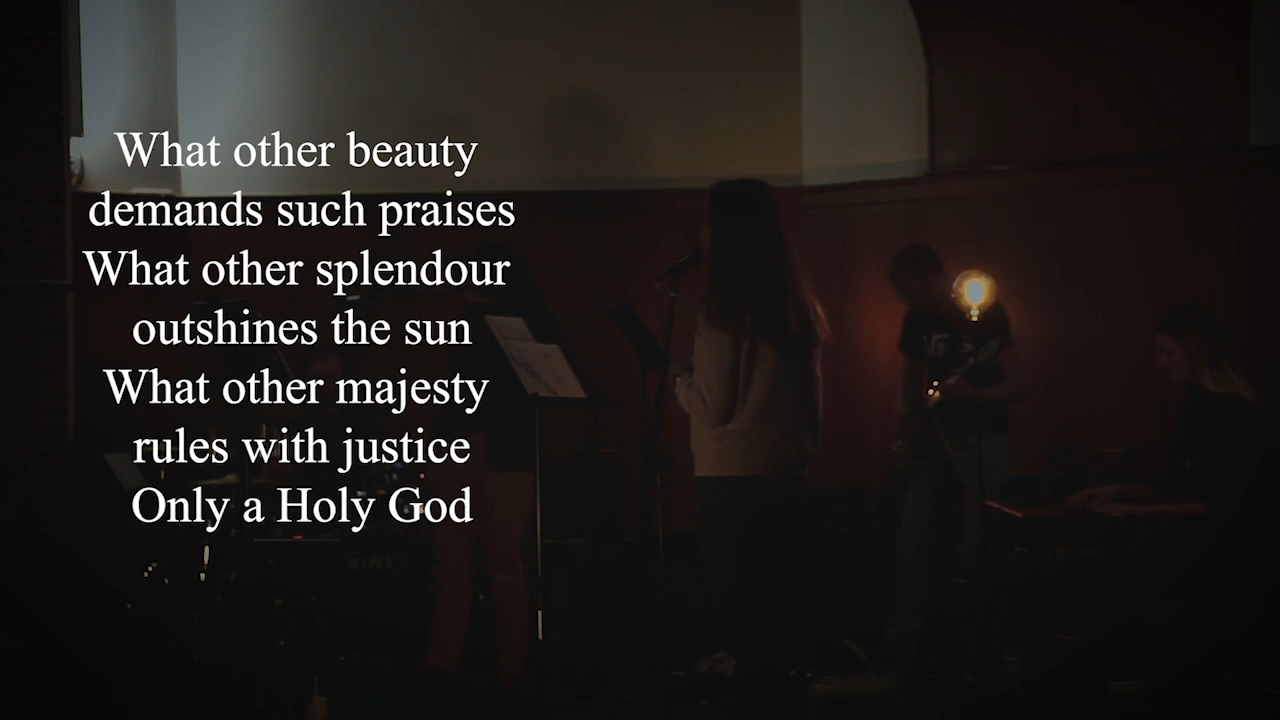 What other beauty
demands such praises
What other splendour
outshines the sun
What other majesty
rules with justice
Only a Holy God